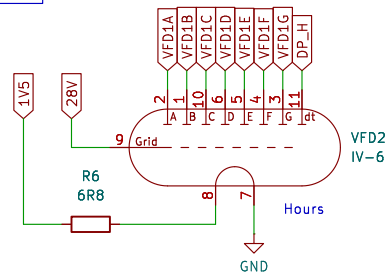 VFD1A
VFD1B
VFD1C
VFD1D
VFD1E
VFD1F
VFD1G
DP_H
1V5
28V
2
1
10
6
5
4
3
11
A
B
C
D
E
F
G
dt
9
Grid
VFD2
IV-6
R6
6R8
8
7
Hours
GND